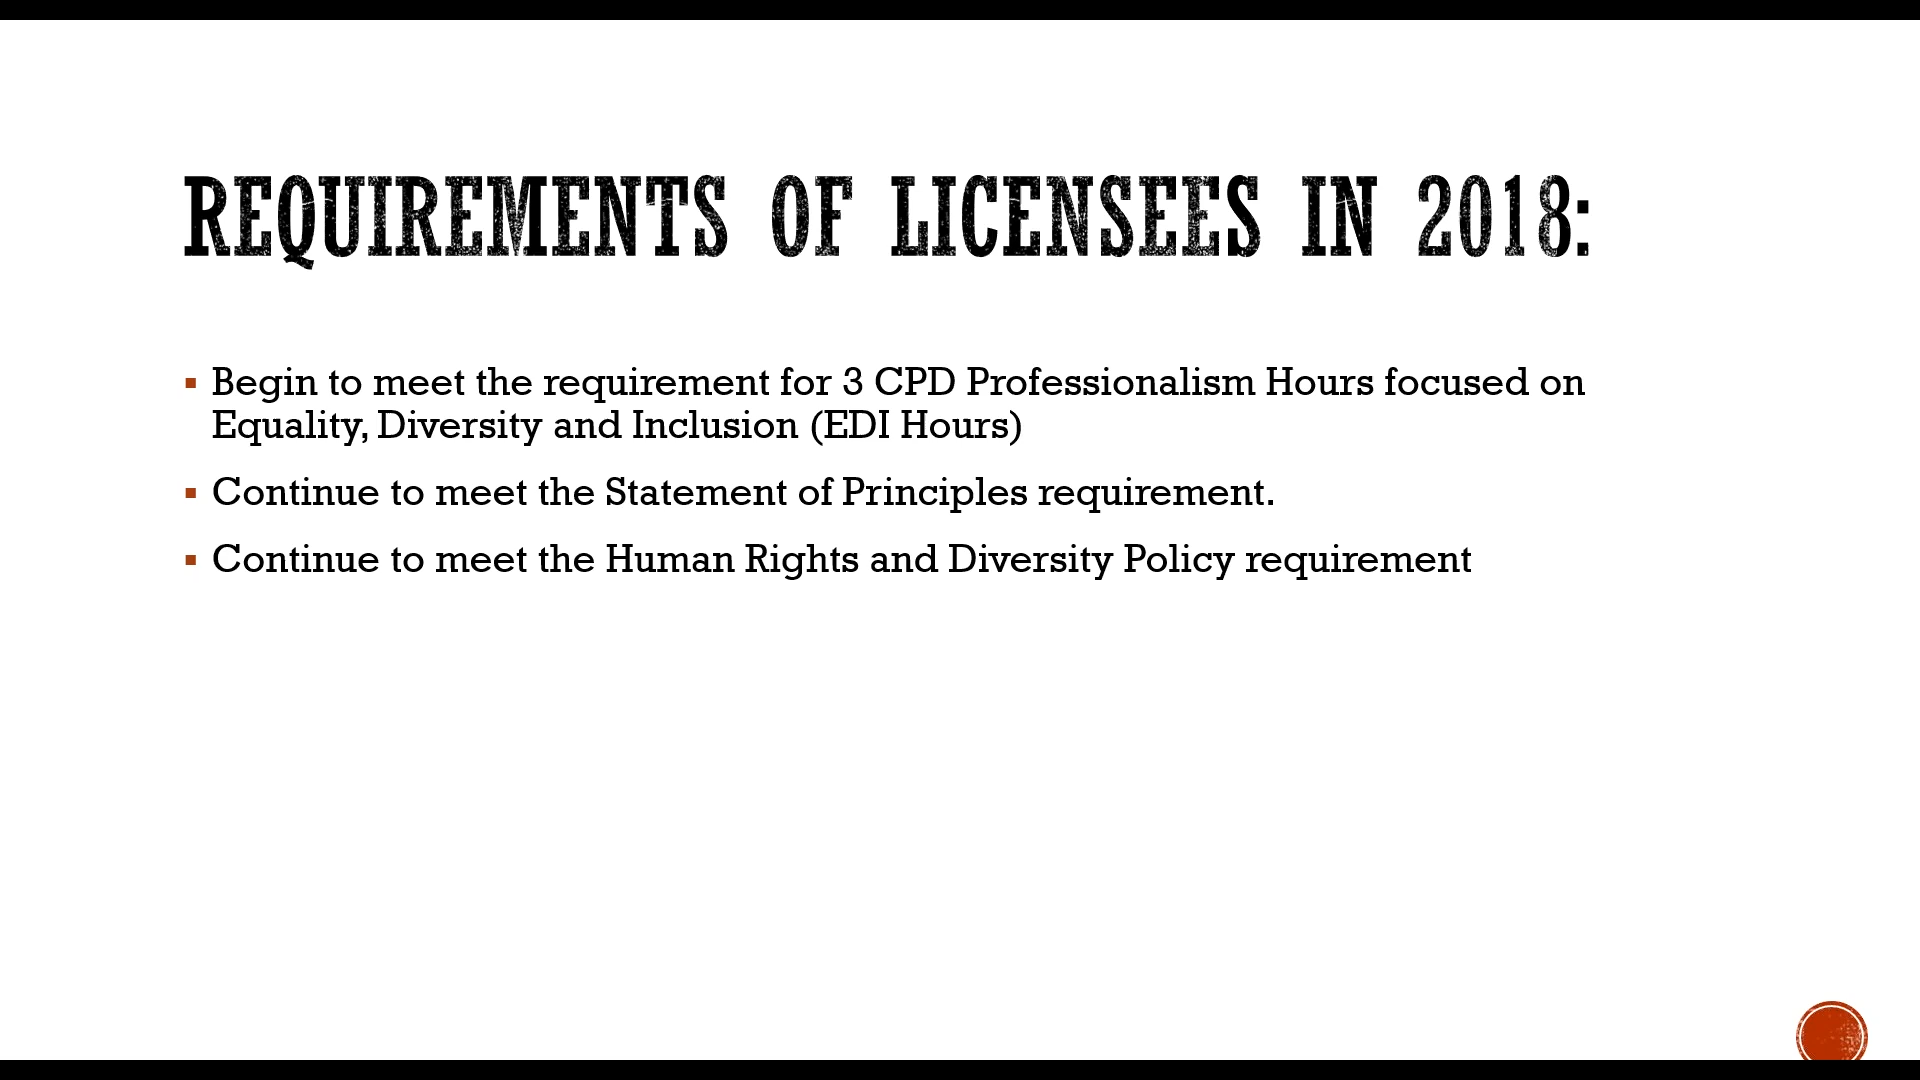 REQUIREMENTS OF LICENSEES IN 2018:
▪ Begin to meet the requirement for 3 CPD Professionalism Hours focused on
Equality, Diversity and Inclusion (EDI Hours)
▪ Continue to meet the Statement of Principles requirement.
▪ Continue to meet the Human Rights and Diversity Policy requirement